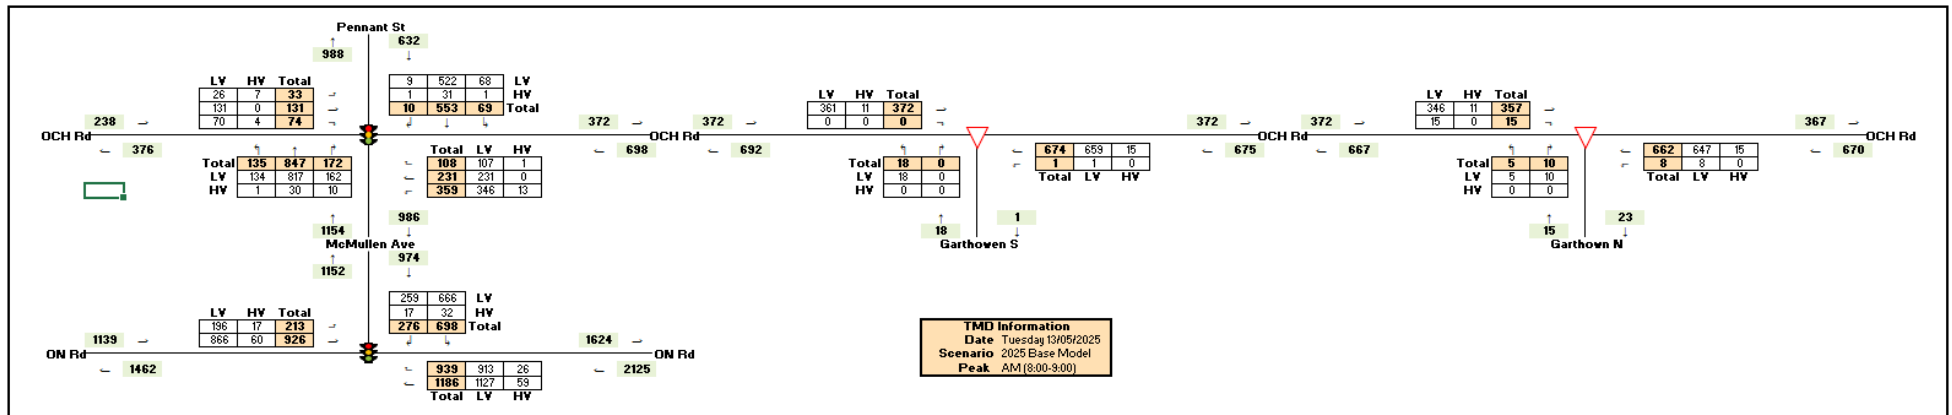 Pennant St
988 632
LV HV Total
26 7 33
131 0 131
70 4 74
9 522 68 LV
1 31 1 HV
10 553 69 Total
238 372
OCH Rd
376 698
Total 135 847 172
LV 134 817 162
HV 1 30 10
Total LV HV
108 107 1
231 231 0
359 346 13
1154 986
McMullen Ave
1152 974
LV HV Total
196 17 213
866 60 926
259 666 LV
17 32 HV
276 698 Total
1139 1624
ON Rd ON Rd
1462 2125
939 913 26
1186 1127 59
Total LV HV
OCH Rd
372 372
692 675
LV HV Total
361 11 372
0 0 0
Total 18 0
LV 18 0
HV 0 0
674 659 15
1 1 0
Total LV HV
18 1
Garthowen S
OCH Rd
372 367
667 670
LV HV Total
346 11 357
15 0 15
Total 5 10
LV 5 10
HV 0 0
662 647 15
8 8 0
Total LV HV
15 23
Garthown N
OCH Rd
TMD Information
Date Tuesday 13/05/2025
Scenario 2025 Base Model
Peak AM (8:00-9:00)